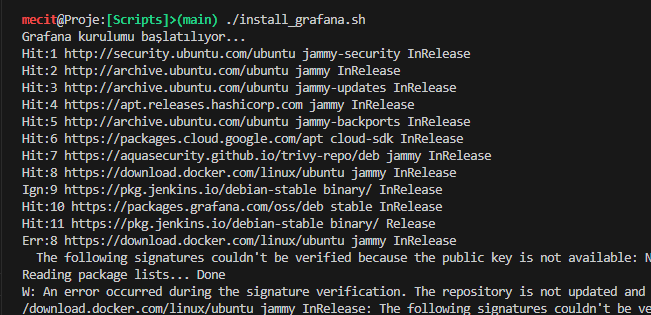 mecit@Proje:[Scripts]>(main) ./install_grafana.sh
Grafana kurulumu başlatılıyor...
Hit:1 http://security.ubuntu.com/ubuntu jammy-security InRelease
Hit:2 http://archive.ubuntu.com/ubuntu jammy InRelease
Hit:3 http://archive.ubuntu.com/ubuntu jammy-updates InRelease
Hit:4 https://apt.releases.hashicorp.com jammy InRelease
Hit:5 http://archive.ubuntu.com/ubuntu jammy-backports InRelease
Hit:6 https://packages.cloud.google.com/apt cloud-sdk InRelease
Hit:7 https://aquasecurity.github.io/trivy-repo/deb jammy InRelease
Hit:8 https://download.docker.com/linux/ubuntu jammy InRelease
Ign:9 https://pkg.jenkins.io/debian-stable binary/ InRelease
Hit:10 https://packages.grafana.com/oss/deb stable InRelease
Hit:11 https://pkg.jenkins.io/debian-stable binary/ Release
Err:8 https://download.docker.com/linux/ubuntu jammy InRelease
The following signatures couldn't be verified because the public key is not available: N
Reading package lists... Done
W: An error occurred during the signature verification. The repository is not updated and
/download.docker.com/linux/ubuntu jammy InRelease: The following signatures couldn't be ve